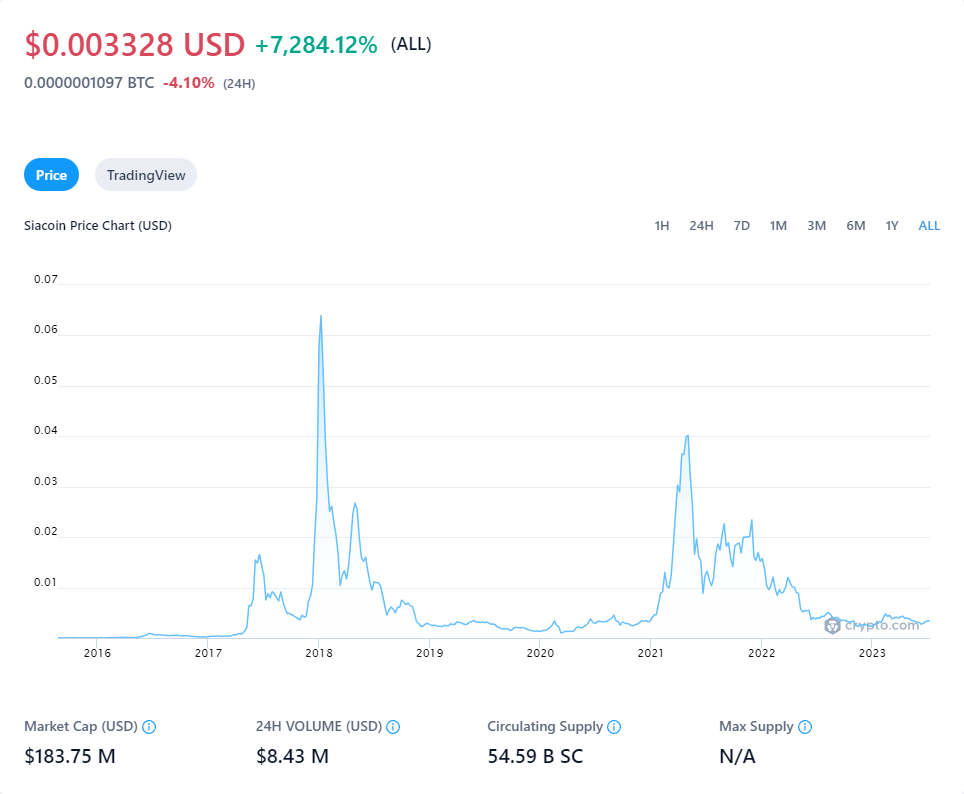 $0.003328 USD +7,284.12% (ALL)
0.0000001097 BTC -4.10% (24H)
Price TradingView
Siacoin Price Chart (USD) 1H 24H 7D 1M 3M 6M 1Y ALL
0.07
0.06
0.05
0.04
0.03
0.02
0.01
crypto.com
2016 2017 2018 2019 2020 2021 2022 2023
Market Cap (USD) 24H VOLUME (USD) Circulating Supply Max Supply
$183.75 M $8.43 M 54.59 B SC N/A